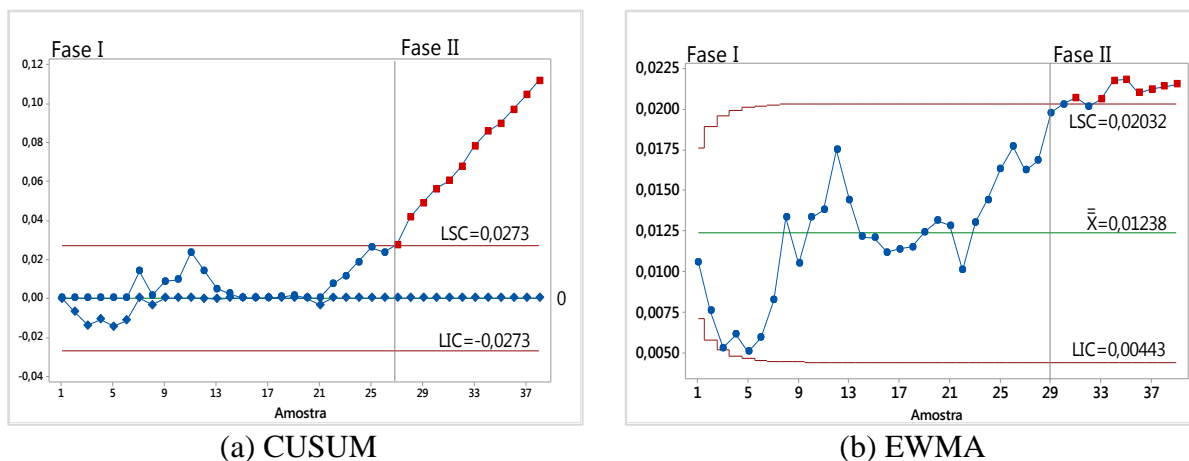 Fase I
Fase II
0,12
0,10
0,08
0,06
0,04
LSC=0,0273
0,02
0,00
0
-0,02
LIC=-0,0273
-0,04
1 5 9 13 17 21 25 29 33 37
Amostra
(a) CUSUM
Fase I
Fase II
0,0225
0,0200
LSC=0,02032
0,0175
0,0150
X̿=0,01238
0,0125
0,0100
0,0075
0,0050
LIC=0,00443
1 5 9 13 17 21 25 29 33 37
Amostra
(b) EWMA